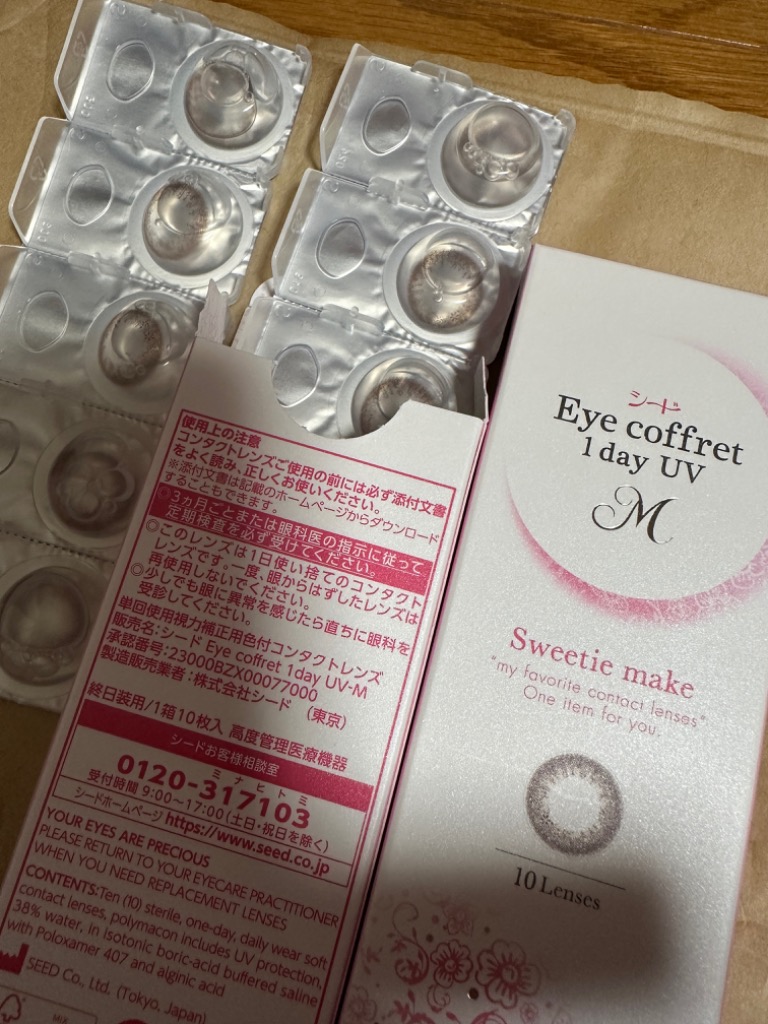 使用上の注意
コンタクトレンズご使用の前には必ず添付文書
をよく読み、正しくお使いください。
※添付文書は記載のホームページからダウンロード
することもできます。
◎3ヵ月ごとまたは眼科医の指示に従って
定期検査を必ず受けてください。
◎このレンズは1日使い捨てのコンタクト
レンズです。一度、眼からはずしたレンズは
再使用しないでください。
◎少しでも眼に異常を感じたら直ちに眼科を
受診してください。
単回使用視力補正用色付コンタクトレンズ
販売名:シード Eye coffret 1day UV-M
承認番号:23000BZX00077000
製造販売業者:株式会社シード (東京)
終日装用/1箱10枚入 高度管理医療機器
シードお客様相談室
ミナヒトミ
0120-317103
受付時間 9:00~17:00(土日・祝日を除く)
シードホームページ https://www.seed.co.jp
YOUR EYES ARE PRECIOUS
PLEASE RETURN TO YOUR EYECARE PRACTITIONER
WHEN YOU NEED REPLACEMENT LENSES
CONTENTS:Ten (10) sterile, one-day, daily wear soft
contact lenses, polymacon includes UV protection,
38% water, in isotonic boric-acid buffered saline
with Poloxamer 407 and alginic acid
SEED Co., Ltd. (Tokyo, Japan)
MIX
シード
Eye coffret
1day UV
M
Sweetie make
"my favorite contact lenses"
One item for you.
10 Lenses